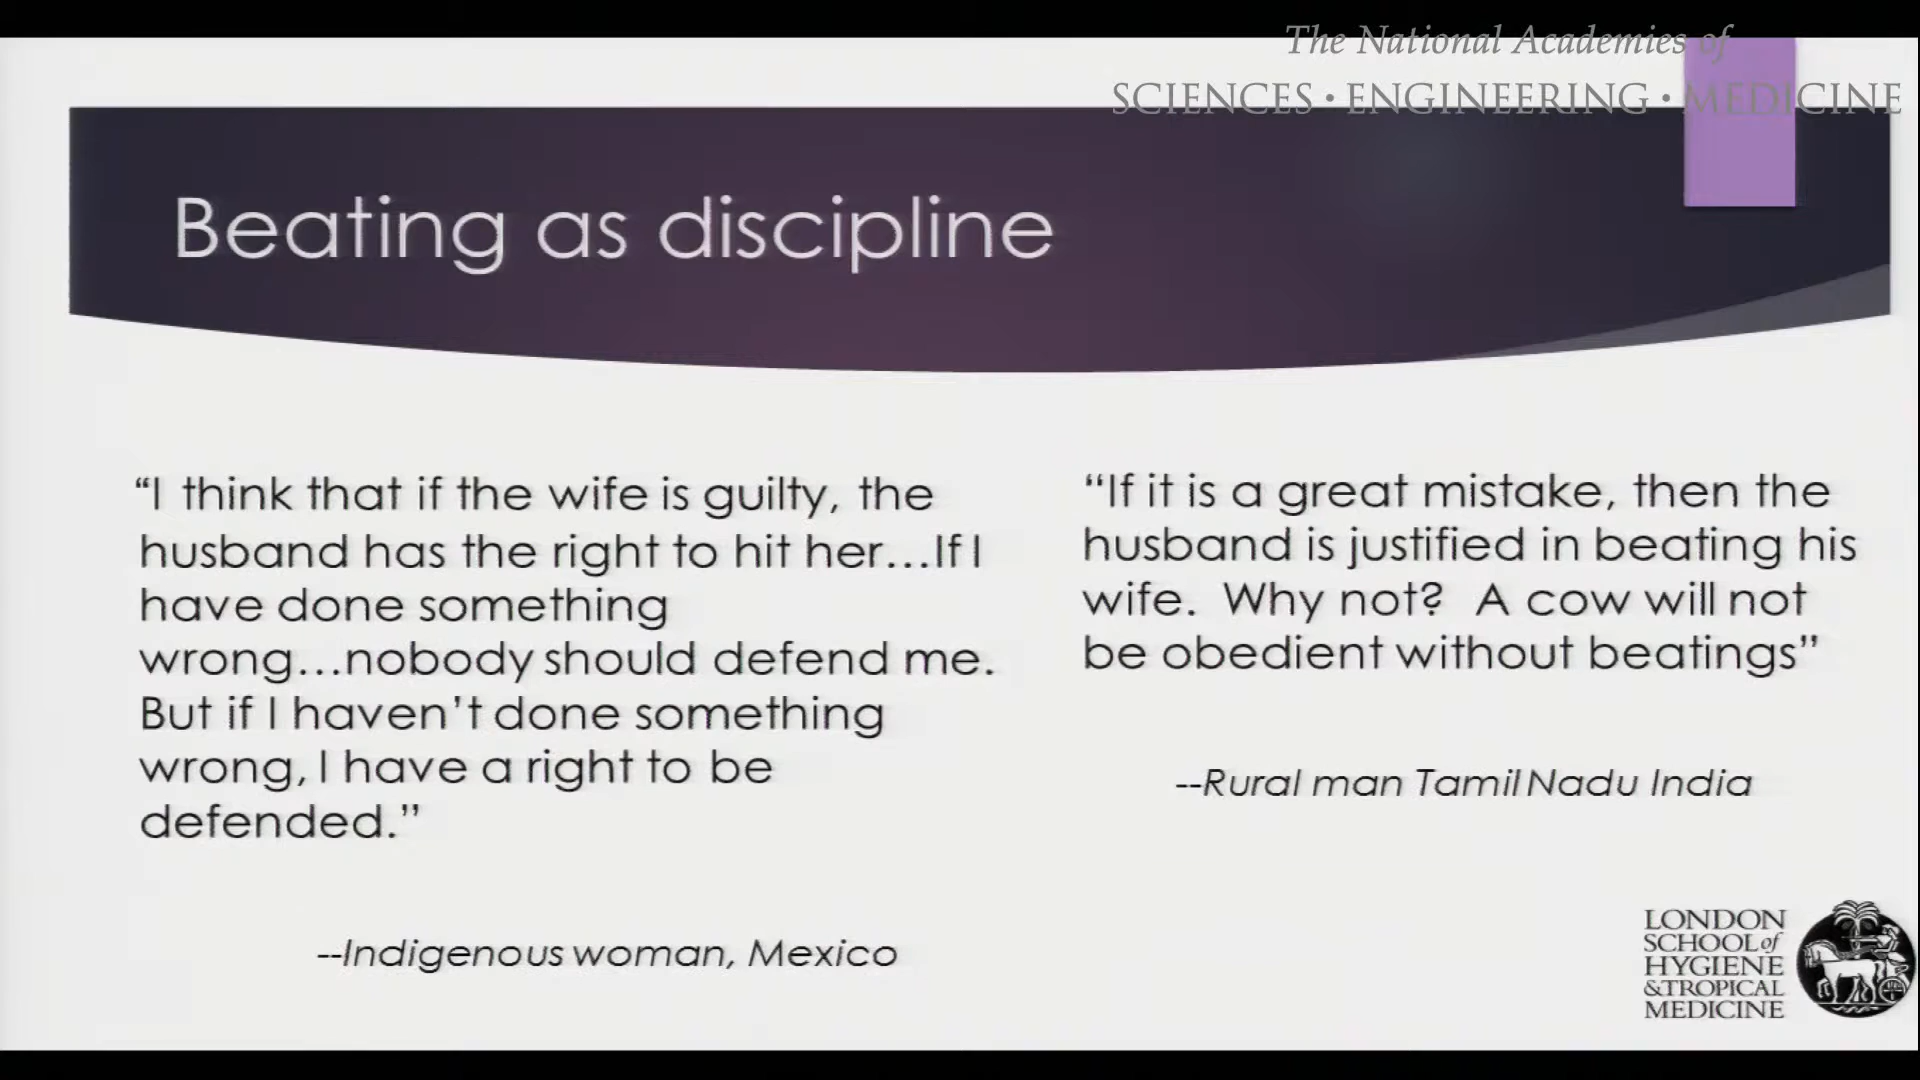 The National Academies of
SCIENCES • ENGINEERING • MEDICINE
Beating as discipline
“I think that if the wife is guilty, the
husband has the right to hit her…If I
have done something
wrong…nobody should defend me.
But if I haven’t done something
wrong, I have a right to be
defended.”
--Indigenous woman, Mexico
“If it is a great mistake, then the
husband is justified in beating his
wife.  Why not?  A cow will not
be obedient without beatings”
--Rural man Tamil Nadu India
LONDON
SCHOOL of
HYGIENE
& TROPICAL
MEDICINE